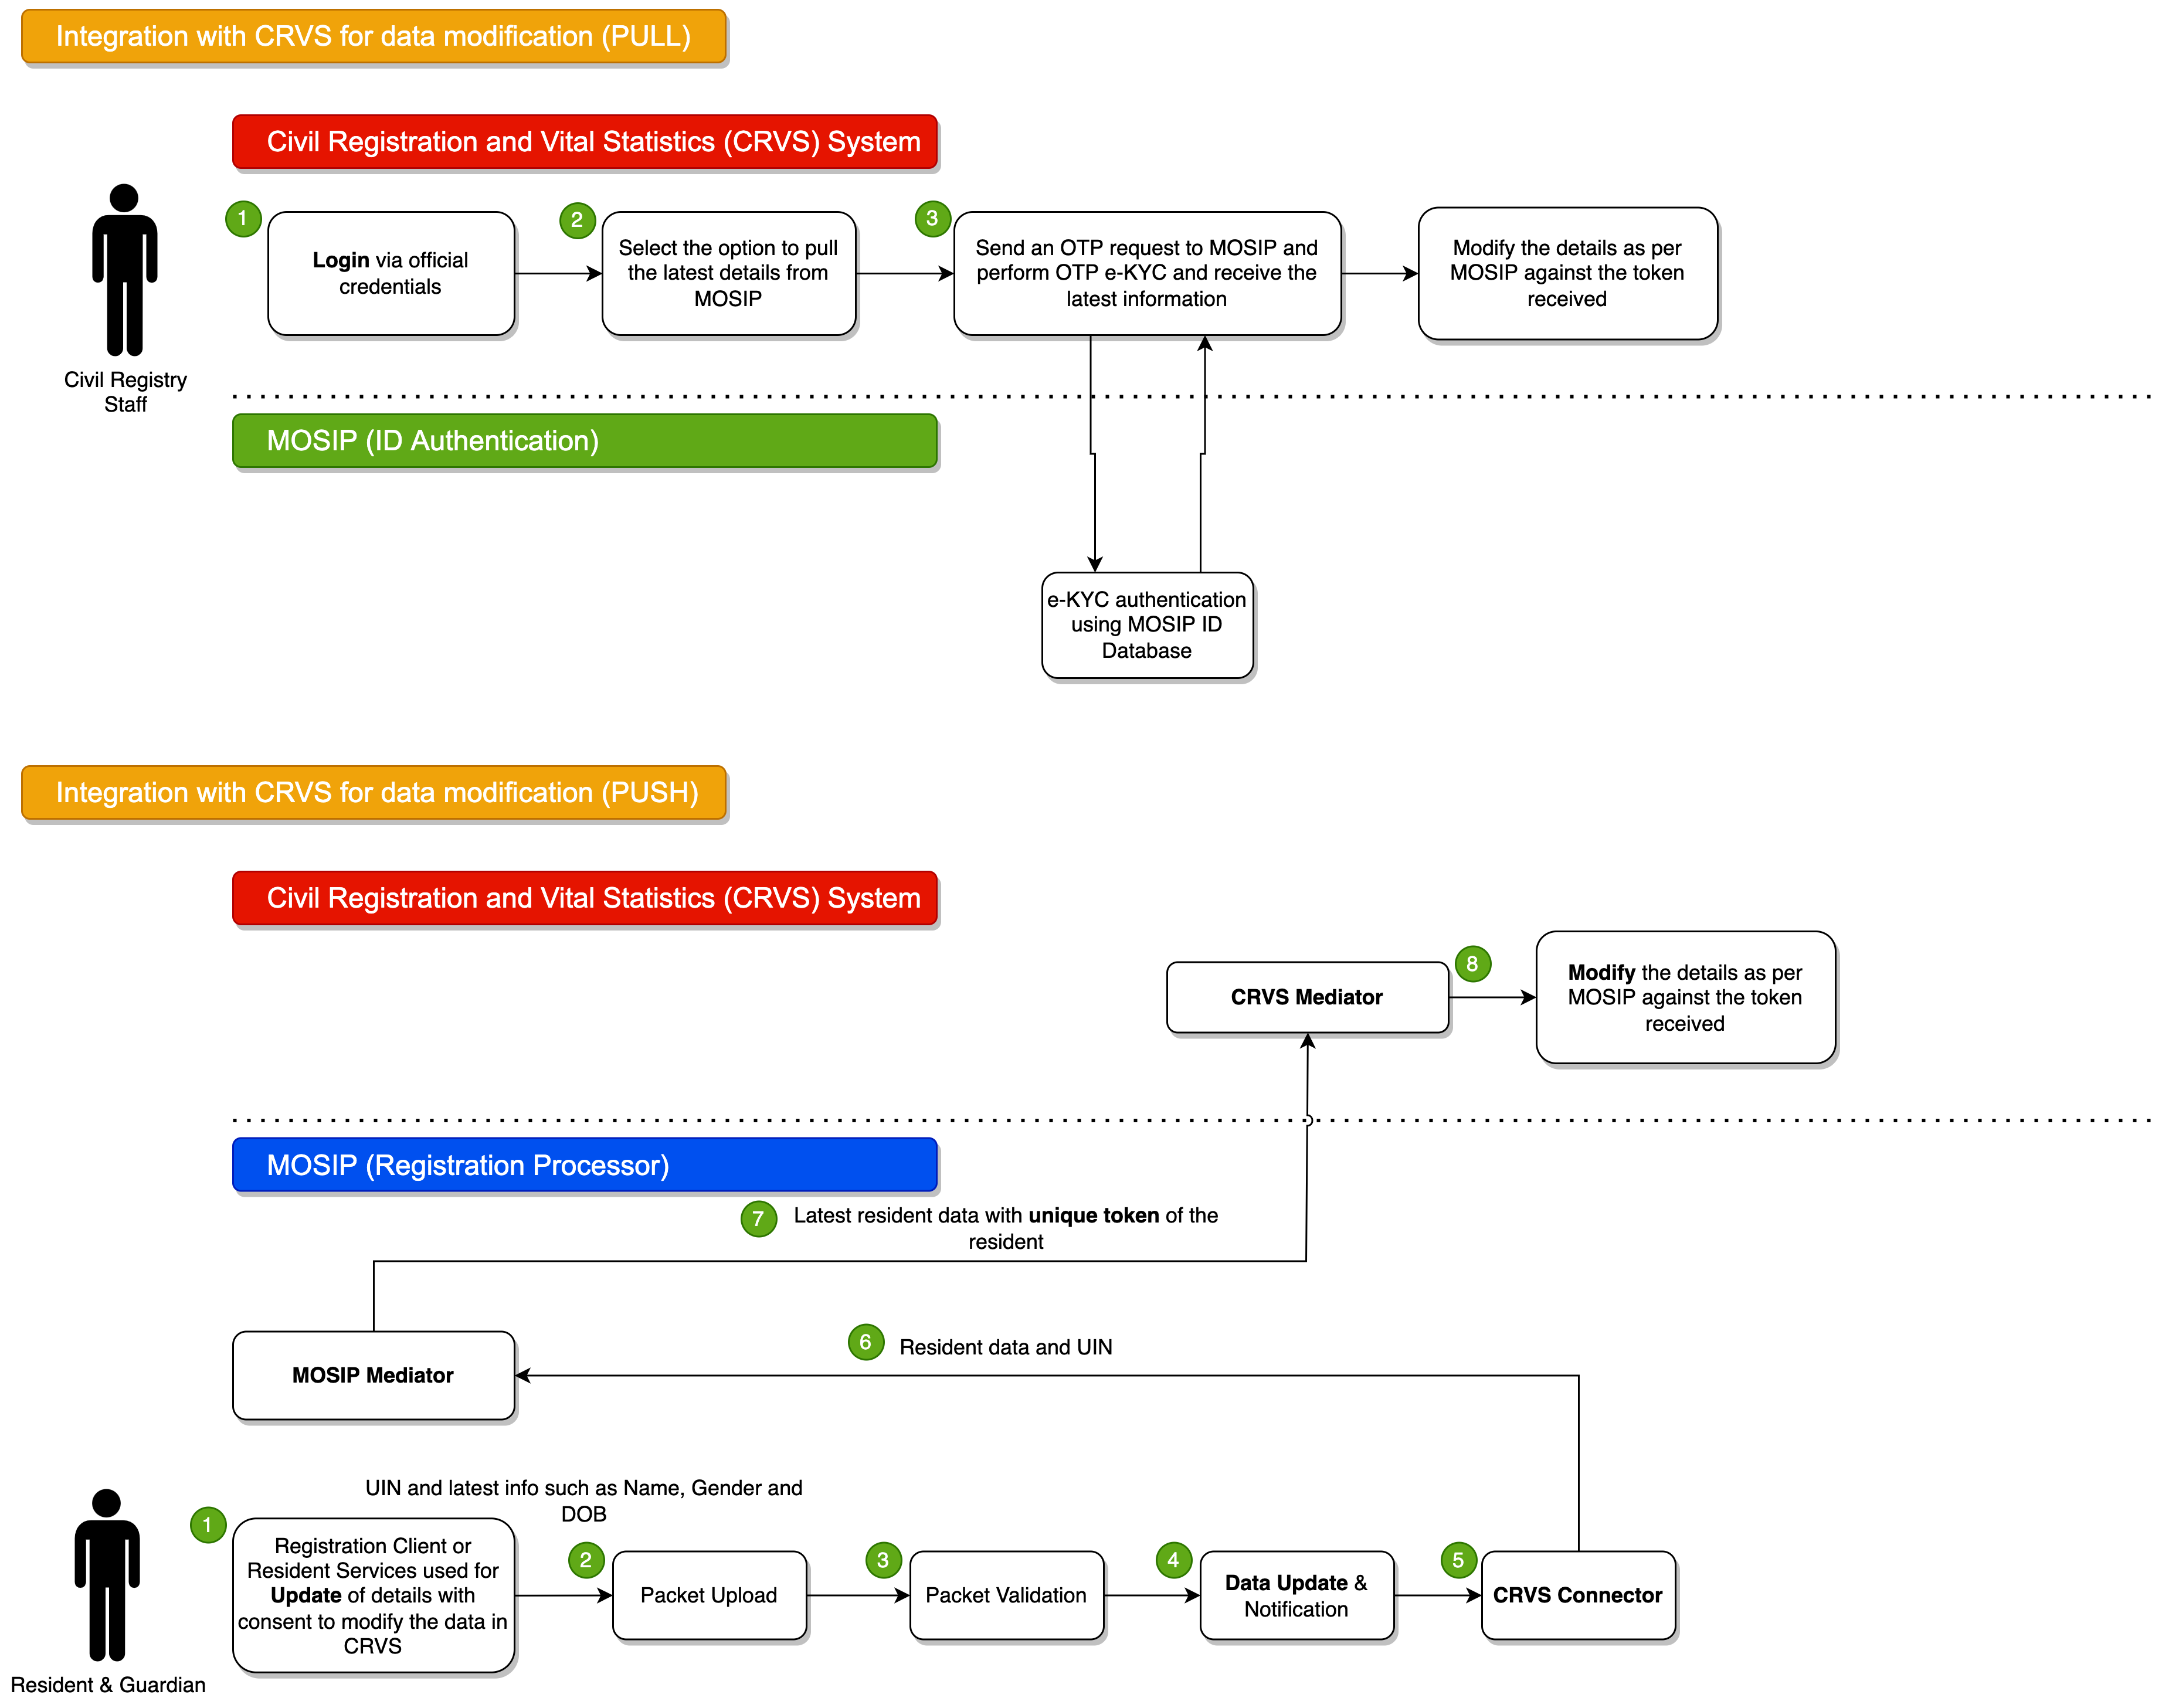 Integration with CRVS for data modification (PULL)
Civil Registration and Vital Statistics (CRVS) System
1
2
3
Login via official
credentials
Select the option to pull
the latest details from
MOSIP
Send an OTP request to MOSIP and
perform OTP e-KYC and receive the
latest information
Modify the details as per
MOSIP against the token
received
Civil Registry
Staff
MOSIP (ID Authentication)
e-KYC authentication
using MOSIP ID
Database
Integration with CRVS for data modification (PUSH)
Civil Registration and Vital Statistics (CRVS) System
CRVS Mediator
8
Modify the details as per
MOSIP against the token
received
MOSIP (Registration Processor)
7
Latest resident data with unique token of the
resident
MOSIP Mediator
6
Resident data and UIN
UIN and latest info such as Name, Gender and
DOB
1
Registration Client or
Resident Services used for
Update of details with
consent to modify the data in
CRVS
2
Packet Upload
3
Packet Validation
4
Data Update &
Notification
5
CRVS Connector
Resident & Guardian